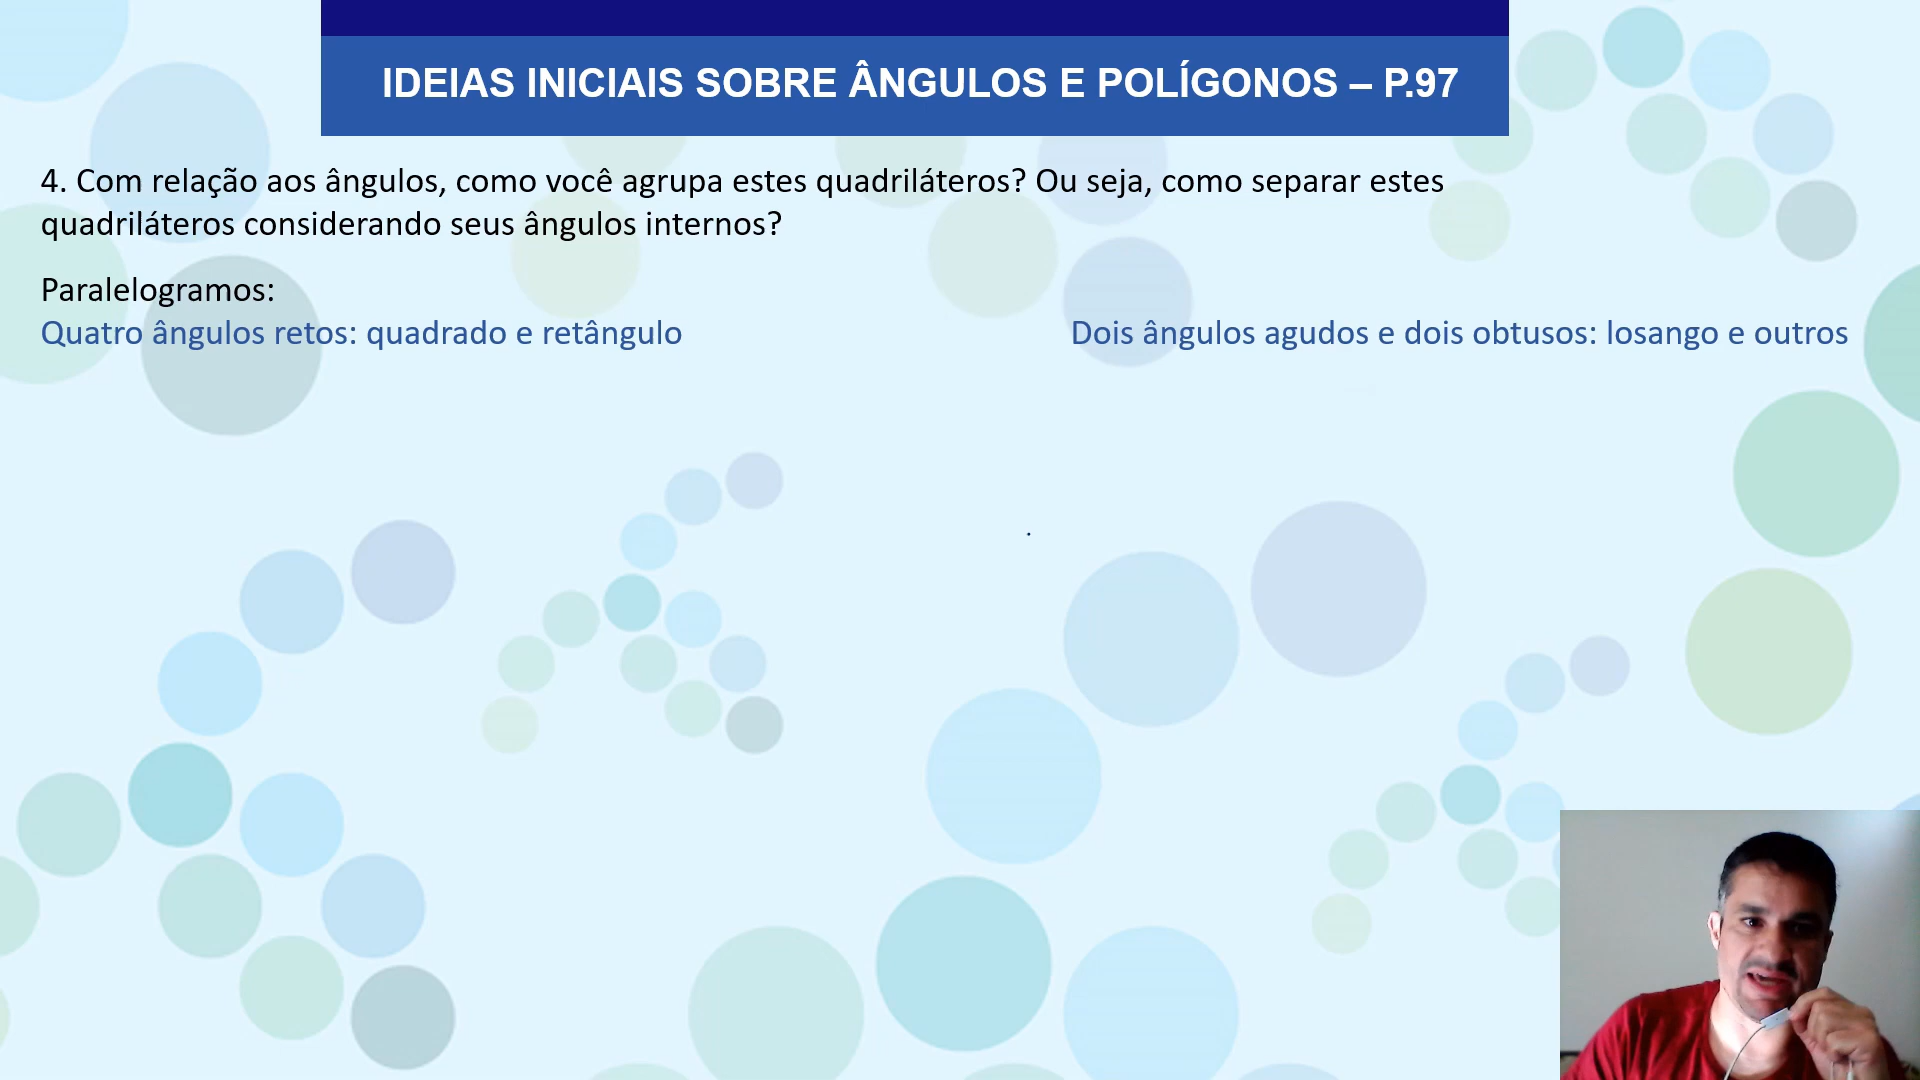 IDEIAS INICIAIS SOBRE ÂNGULOS E POLÍGONOS – P.97
4. Com relação aos ângulos, como você agrupa estes quadriláteros? Ou seja, como separar estes
quadriláteros considerando seus ângulos internos?
Paralelogramos:
Quatro ângulos retos: quadrado e retângulo
Dois ângulos agudos e dois obtusos: losango e outros